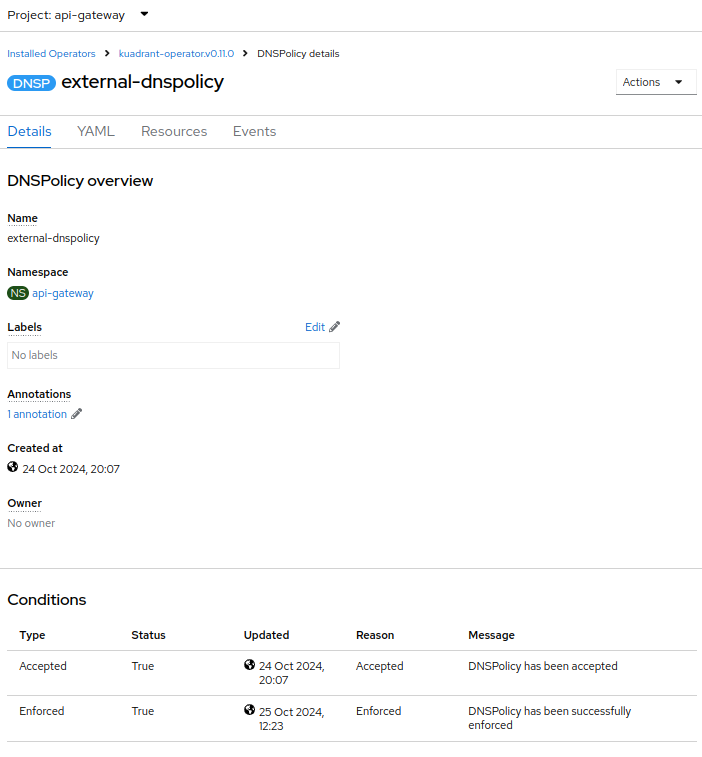 Project: api-gateway
Installed Operators > kuadrant-operator.v0.11.0 > DNSPolicy details
DNSP external-dnspolicy
Actions
Details YAML Resources Events
DNSPolicy overview
Name
external-dnspolicy
Namespace
NS api-gateway
Labels Edit
No labels
Annotations
1 annotation
Created at
24 Oct 2024, 20:07
Owner
No owner
Conditions
Type Status Updated Reason Message
Accepted True 24 Oct 2024, 20:07 Accepted DNSPolicy has been accepted
Enforced True 25 Oct 2024, 12:23 Enforced DNSPolicy has been successfully enforced